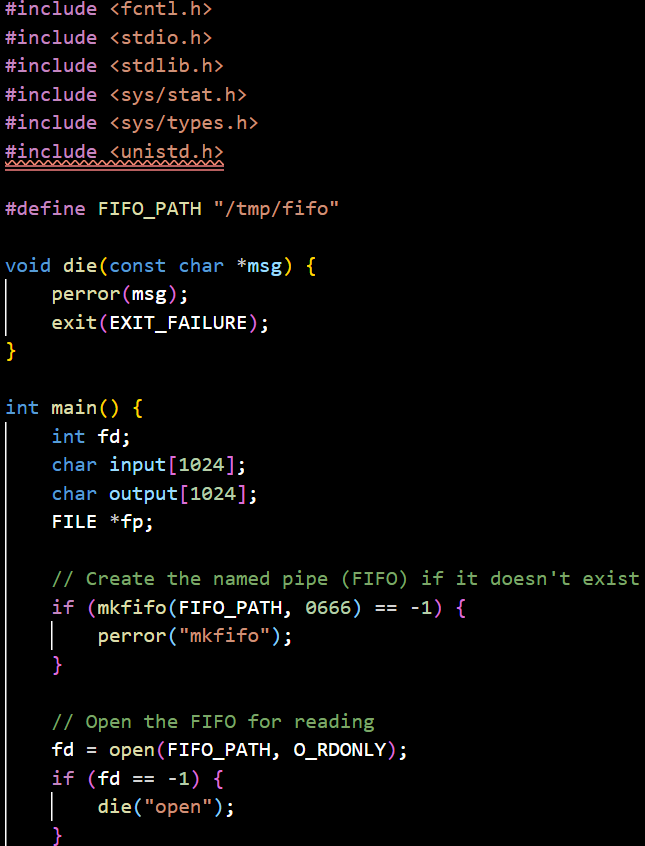 #include <fcntl.h>
#include <stdio.h>
#include <stdlib.h>
#include <sys/stat.h>
#include <sys/types.h>
#include <unistd.h>
#define FIFO_PATH "/tmp/fifo"
void die(const char *msg) {
    perror(msg);
    exit(EXIT_FAILURE);
}
int main() {
    int fd;
    char input[1024];
    char output[1024];
    FILE *fp;
    // Create the named pipe (FIFO) if it doesn't exist
    if (mkfifo(FIFO_PATH, 0666) == -1) {
        perror("mkfifo");
    }
    // Open the FIFO for reading
    fd = open(FIFO_PATH, O_RDONLY);
    if (fd == -1) {
        die("open");
    }